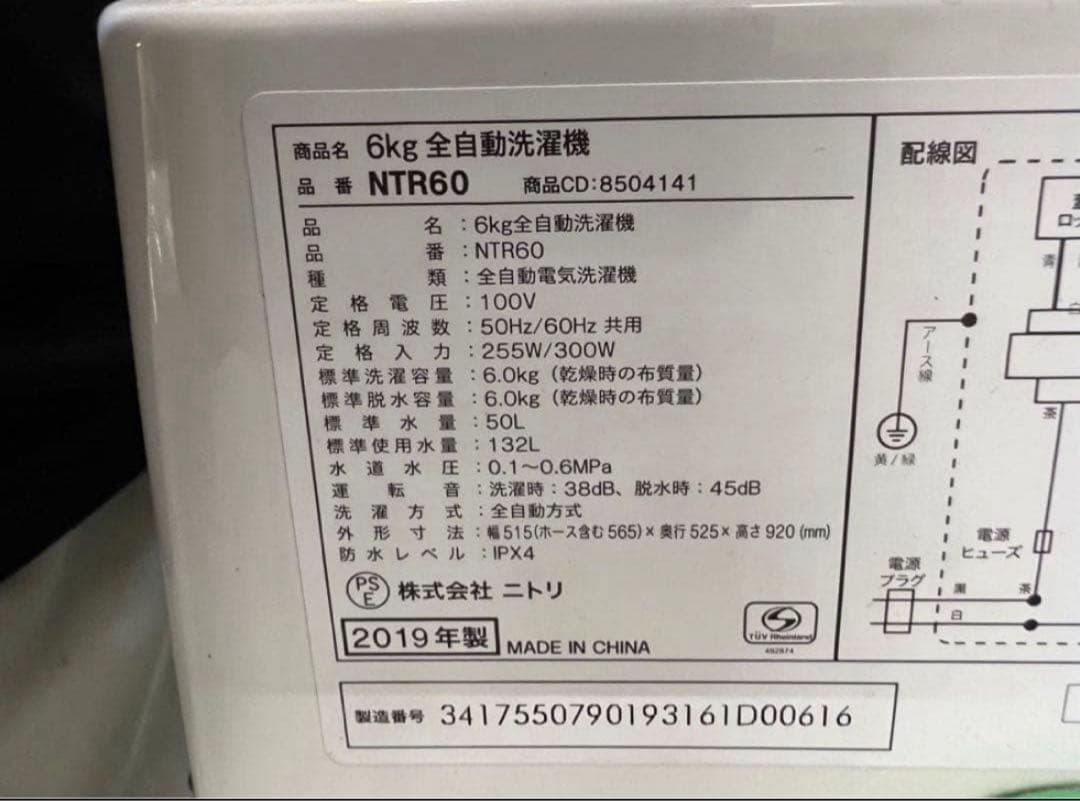 商品名 6kg 全自動洗濯機
品番 NTR60 商品CD:8504141
品名:6kg全自動洗濯機
品番:NTR60
種類:全自動電気洗濯機
定格電圧:100V
定格周波数:50Hz/60Hz 共用
定格入力:255W/300W
標準洗濯容量:6.0kg(乾燥時の布質量)
標準脱水容量:6.0kg(乾燥時の布質量)
標準水量:50L
標準使用水量:132L
水道水圧:0.1〜0.6MPa
運転音:洗濯時:38dB、脱水時:45dB
洗濯方式:全自動方式
外形寸法:幅515(ホース含む565)×奥行525×高さ920 (mm)
防水レベル:IPX4
PSE 株式会社 ニトリ
2019年製 MADE IN CHINA
TÜV Rheinland
製造番号 3417550790193161D00616
配線図
青
アース線
黄/緑
茶
電源ヒューズ
電源プラグ
黒
茶
白